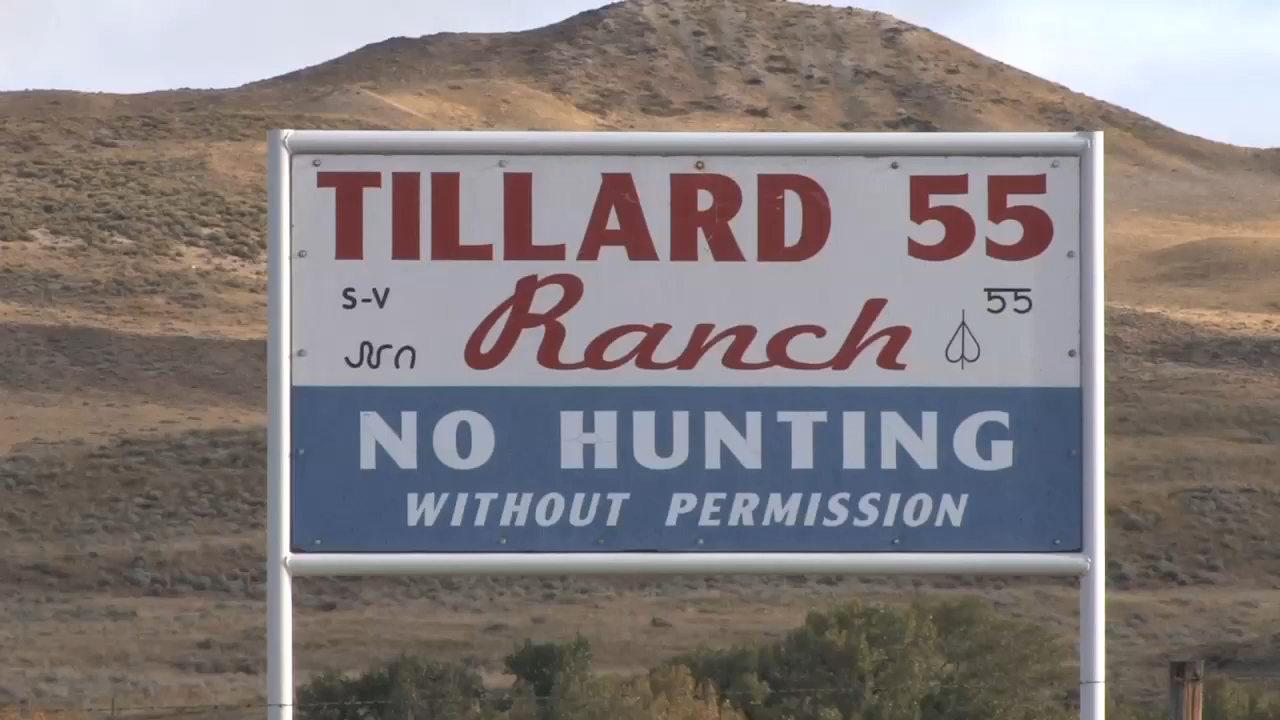 TILLARD 55
S-V
Ranch
55
NO HUNTING
WITHOUT PERMISSION